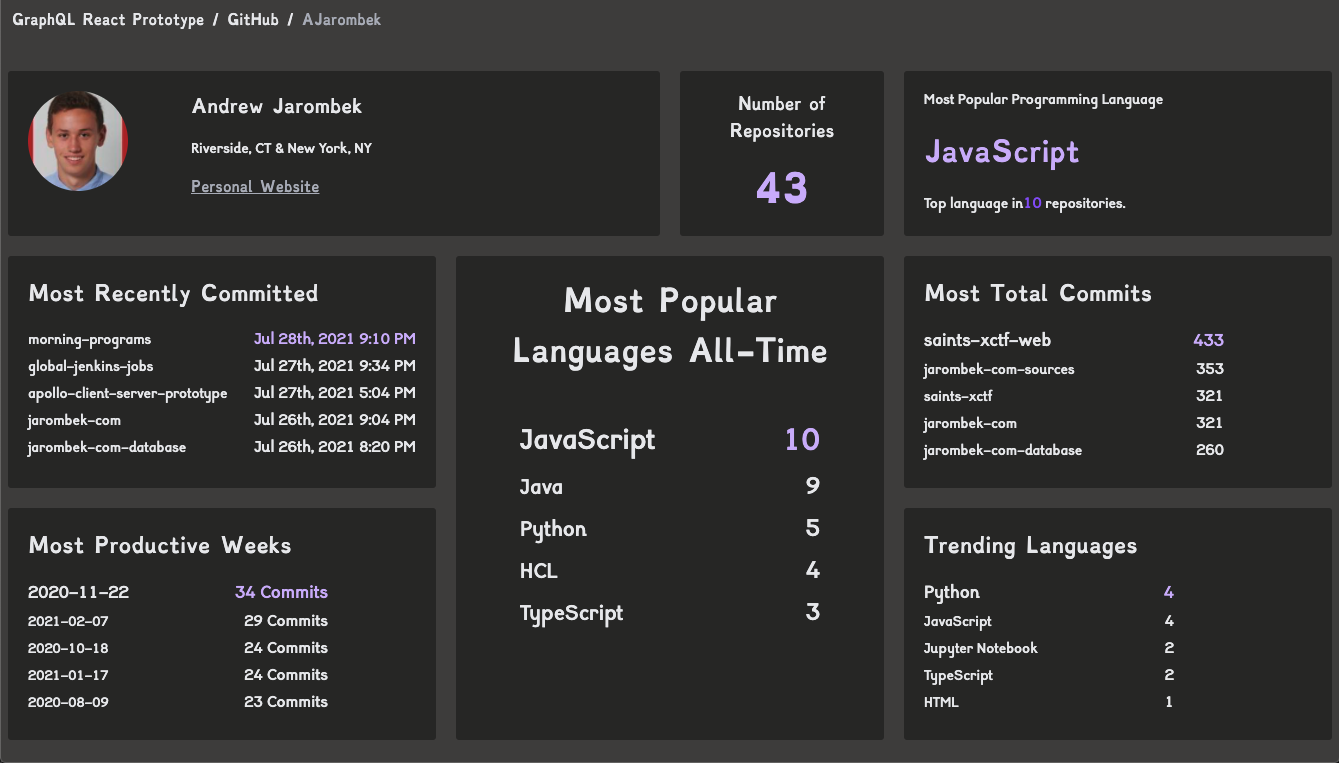 GraphQL React Prototype / GitHub / AJarombek
Andrew Jarombek
Riverside, CT & New York, NY
Personal Website
Number of
Repositories
43
Most Popular Programming Language
JavaScript
Top language in10 repositories.
Most Recently Committed
morning-programs Jul 28th, 2021 9:10 PM
global-jenkins-jobs Jul 27th, 2021 9:34 PM
apollo-client-server-prototype Jul 27th, 2021 5:04 PM
jarombek-com Jul 26th, 2021 9:04 PM
jarombek-com-database Jul 26th, 2021 8:20 PM
Most Popular
Languages All-Time
JavaScript 10
Java 9
Python 5
HCL 4
TypeScript 3
Most Total Commits
saints-xctf-web 433
jarombek-com-sources 353
saints-xctf 321
jarombek-com 321
jarombek-com-database 260
Most Productive Weeks
2020-11-22 34 Commits
2021-02-07 29 Commits
2020-10-18 24 Commits
2021-01-17 24 Commits
2020-08-09 23 Commits
Trending Languages
Python 4
JavaScript 4
Jupyter Notebook 2
TypeScript 2
HTML 1